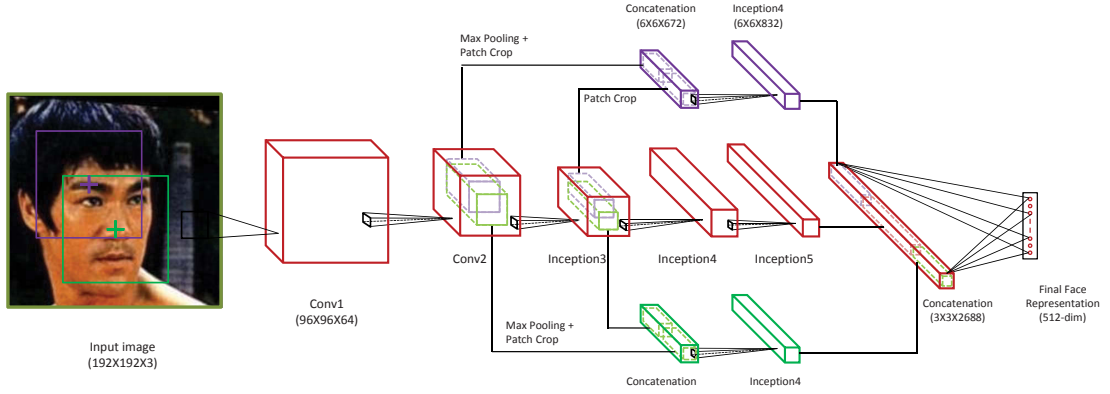 Concatenation
(6X6X672)
Inception4
(6X6X832)
Max Pooling +
Patch Crop
Patch Crop
Conv1
(96X96X64)
Conv2
Inception3
Inception4
Inception5
Input image
(192X192X3)
Max Pooling +
Patch Crop
Concatenation
Inception4
Concatenation
(3X3X2688)
Final Face
Representation
(512-dim)